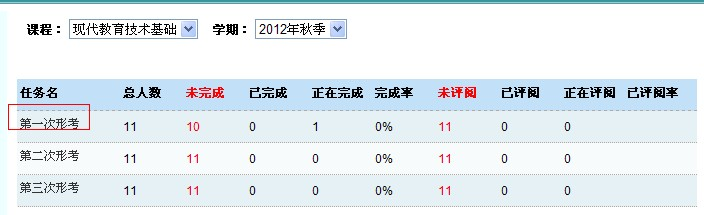 课程： 现代教育技术基础 学期： 2012年秋季
任务名 总人数 未完成 已完成 正在完成 完成率 未评阅 已评阅 正在评阅 已评阅率
第一次形考 11 10 0 1 0% 11 0 0
第二次形考 11 11 0 0 0% 11 0 0
第三次形考 11 11 0 0 0% 11 0 0